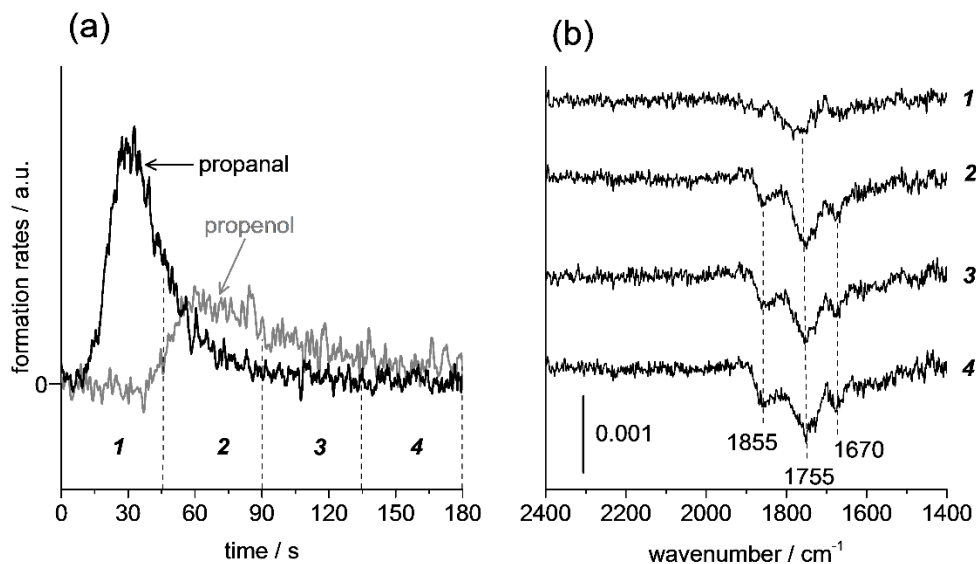 (a)
formation rates / a.u.
0
propanal
propenol
1 2 3 4
0 30 60 90 120 150 180
time / s
(b)
1
2
3
4
0.001
1855
1755
1670
2400 2200 2000 1800 1600 1400
wavenumber / cm⁻¹